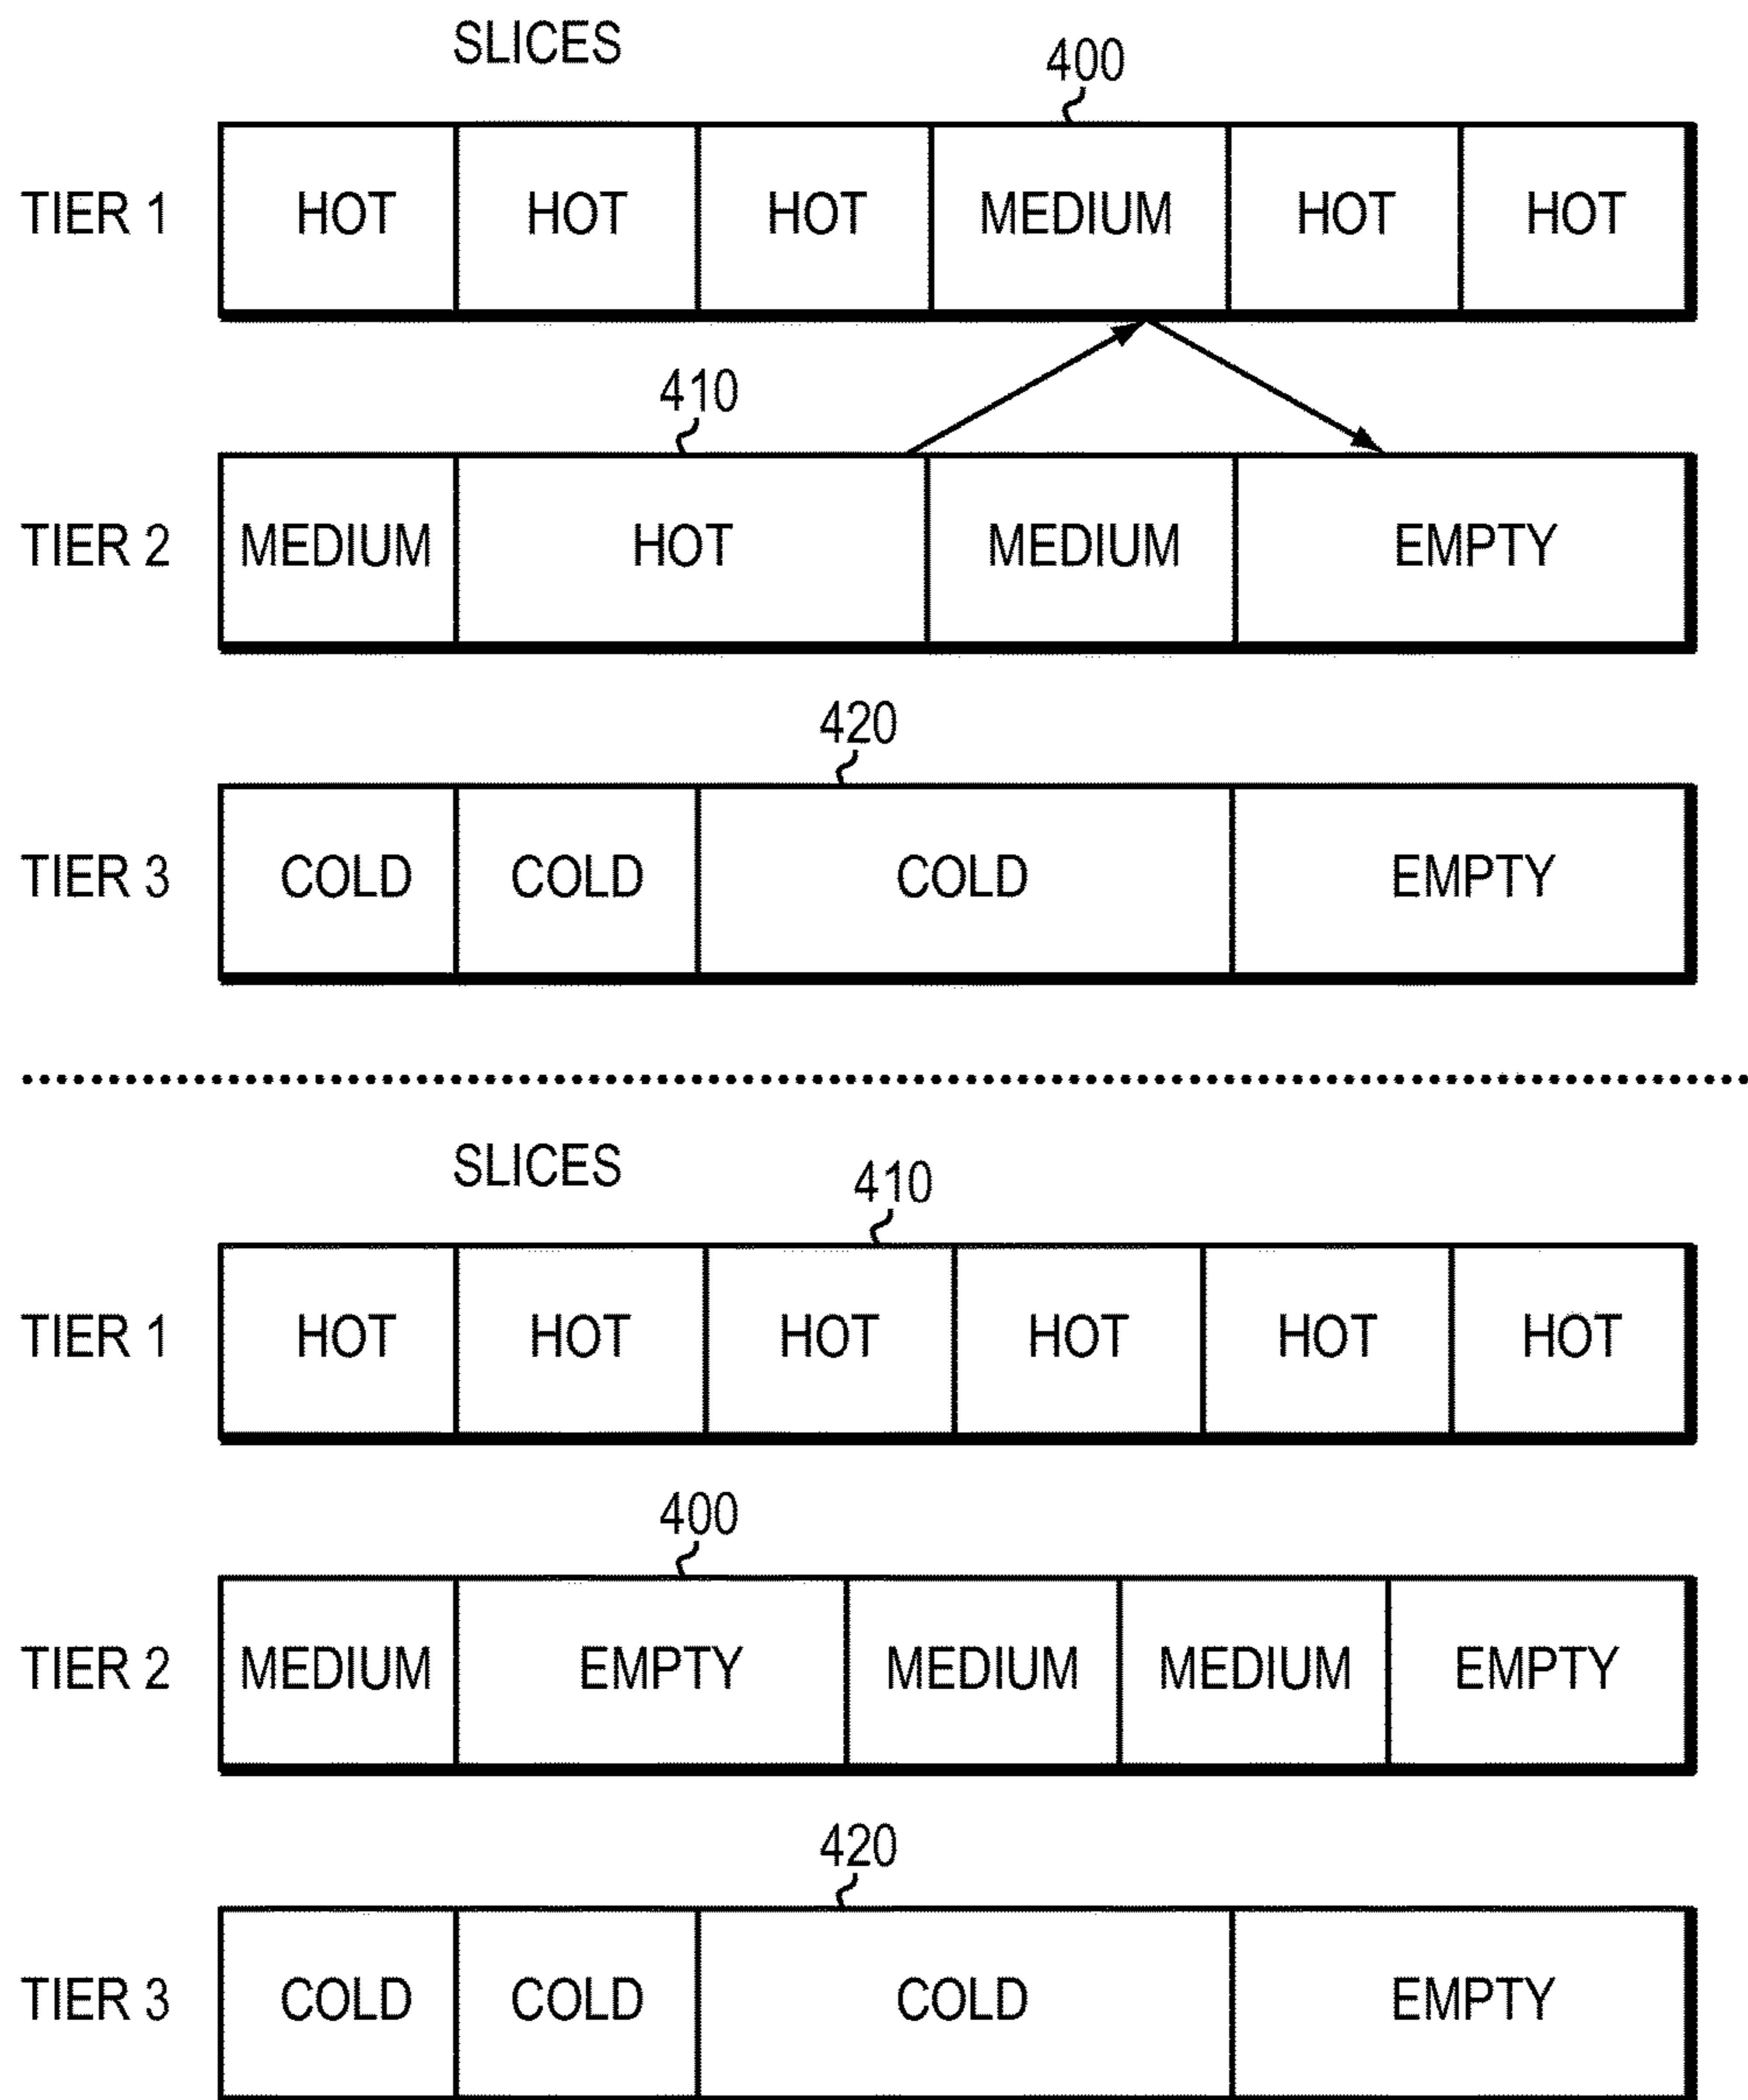 SLICES
400
TIER 1 HOT HOT HOT MEDIUM HOT HOT
410
TIER 2 MEDIUM HOT MEDIUM EMPTY
420
TIER 3 COLD COLD COLD EMPTY
SLICES
410
TIER 1 HOT HOT HOT HOT HOT HOT
400
TIER 2 MEDIUM EMPTY MEDIUM MEDIUM EMPTY
420
TIER 3 COLD COLD COLD EMPTY